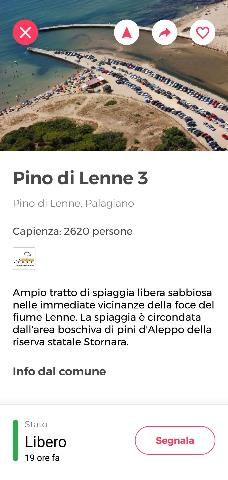 Pino di Lenne 3
Pino di Lenne, Palagiano
Capienza: 2620 persone
Ampio tratto di spiaggia libera sabbiosa
nelle immediate vicinanze della foce del
fiume Lenne. La spiaggia è circondata
dall'area boschiva di pini d'Aleppo della
riserva statale Stornara.
Info dal comune
Stato
Libero
19 ore fa
Segnala